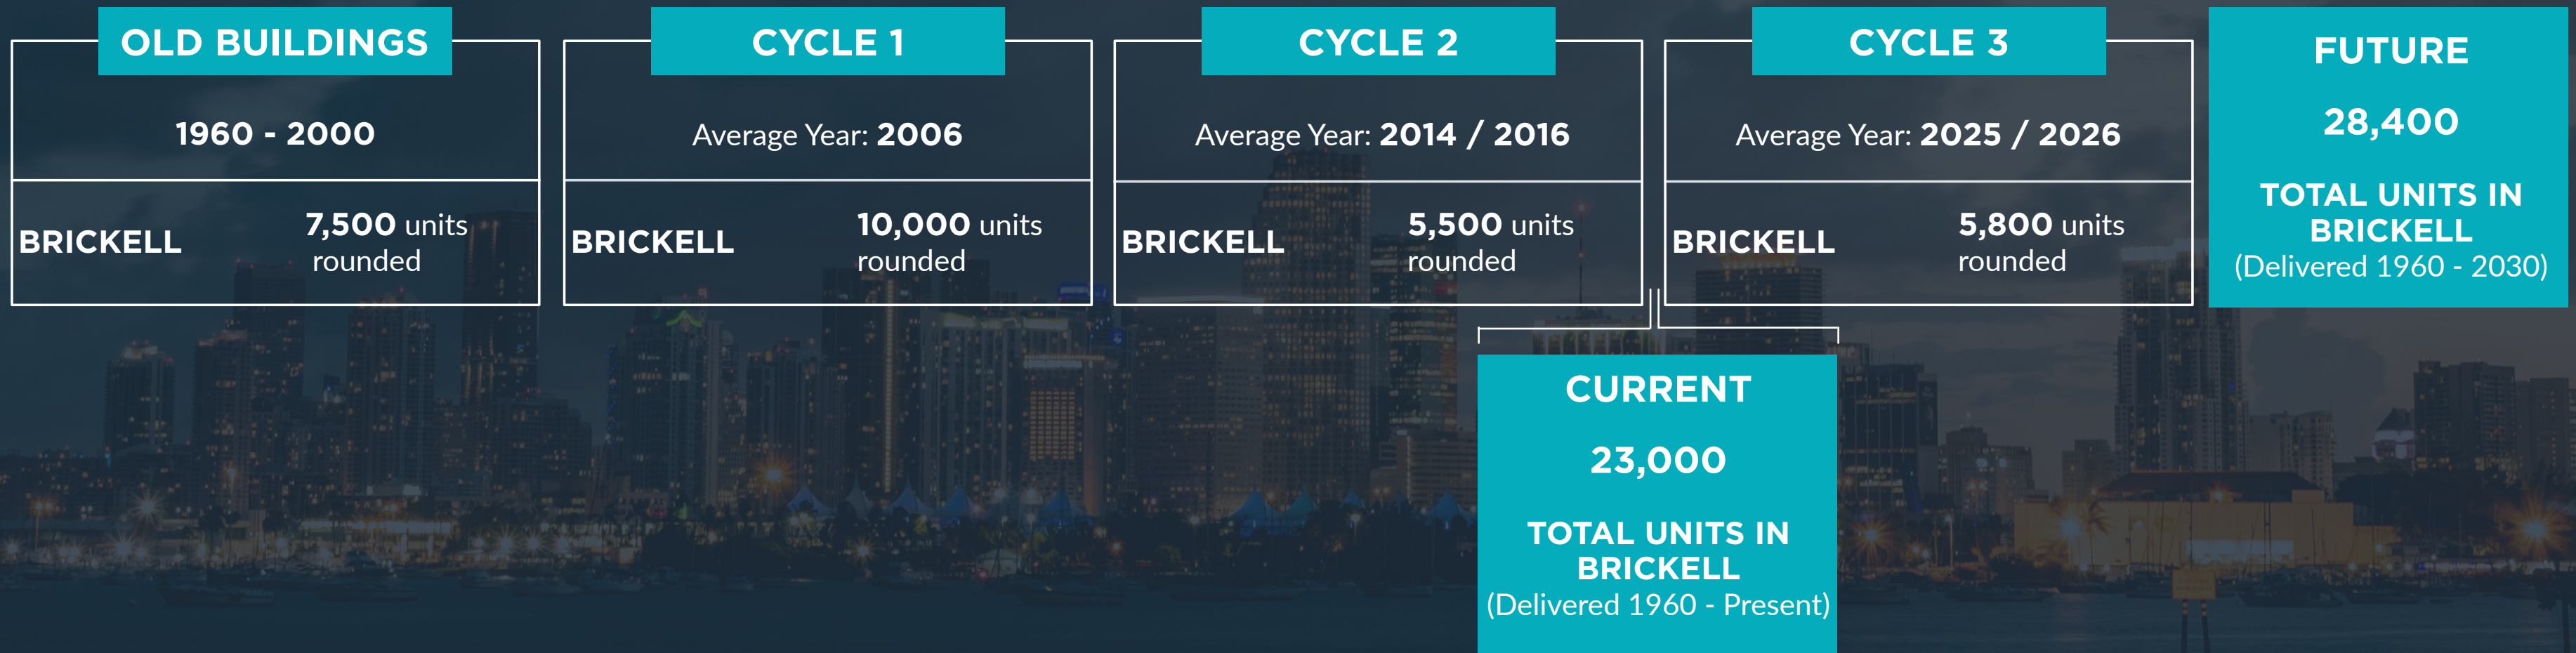 OLD BUILDINGS
1960 - 2000
BRICKELL
7,500 units
rounded
CYCLE 1
Average Year: 2006
BRICKELL
10,000 units
rounded
CYCLE 2
Average Year: 2014 / 2016
BRICKELL
5,500 units
rounded
CYCLE 3
Average Year: 2025 / 2026
BRICKELL
5,800 units
rounded
FUTURE
28,400
TOTAL UNITS IN
BRICKELL
(Delivered 1960 - 2030)
CURRENT
23,000
TOTAL UNITS IN
BRICKELL
(Delivered 1960 - Present)